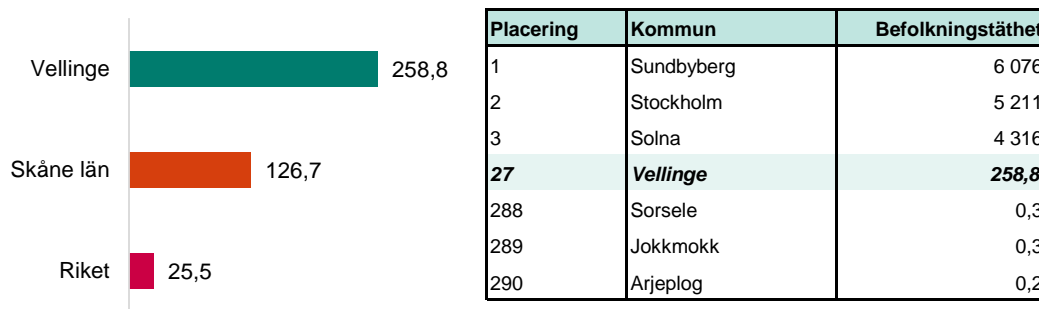 Vellinge 258,8
Skåne län 126,7
Riket 25,5
Placering Kommun Befolkningstäthet
1 Sundbyberg 6 076
2 Stockholm 5 211
3 Solna 4 316
27 Vellinge 258,8
288 Sorsele 0,3
289 Jokkmokk 0,3
290 Arjeplog 0,2